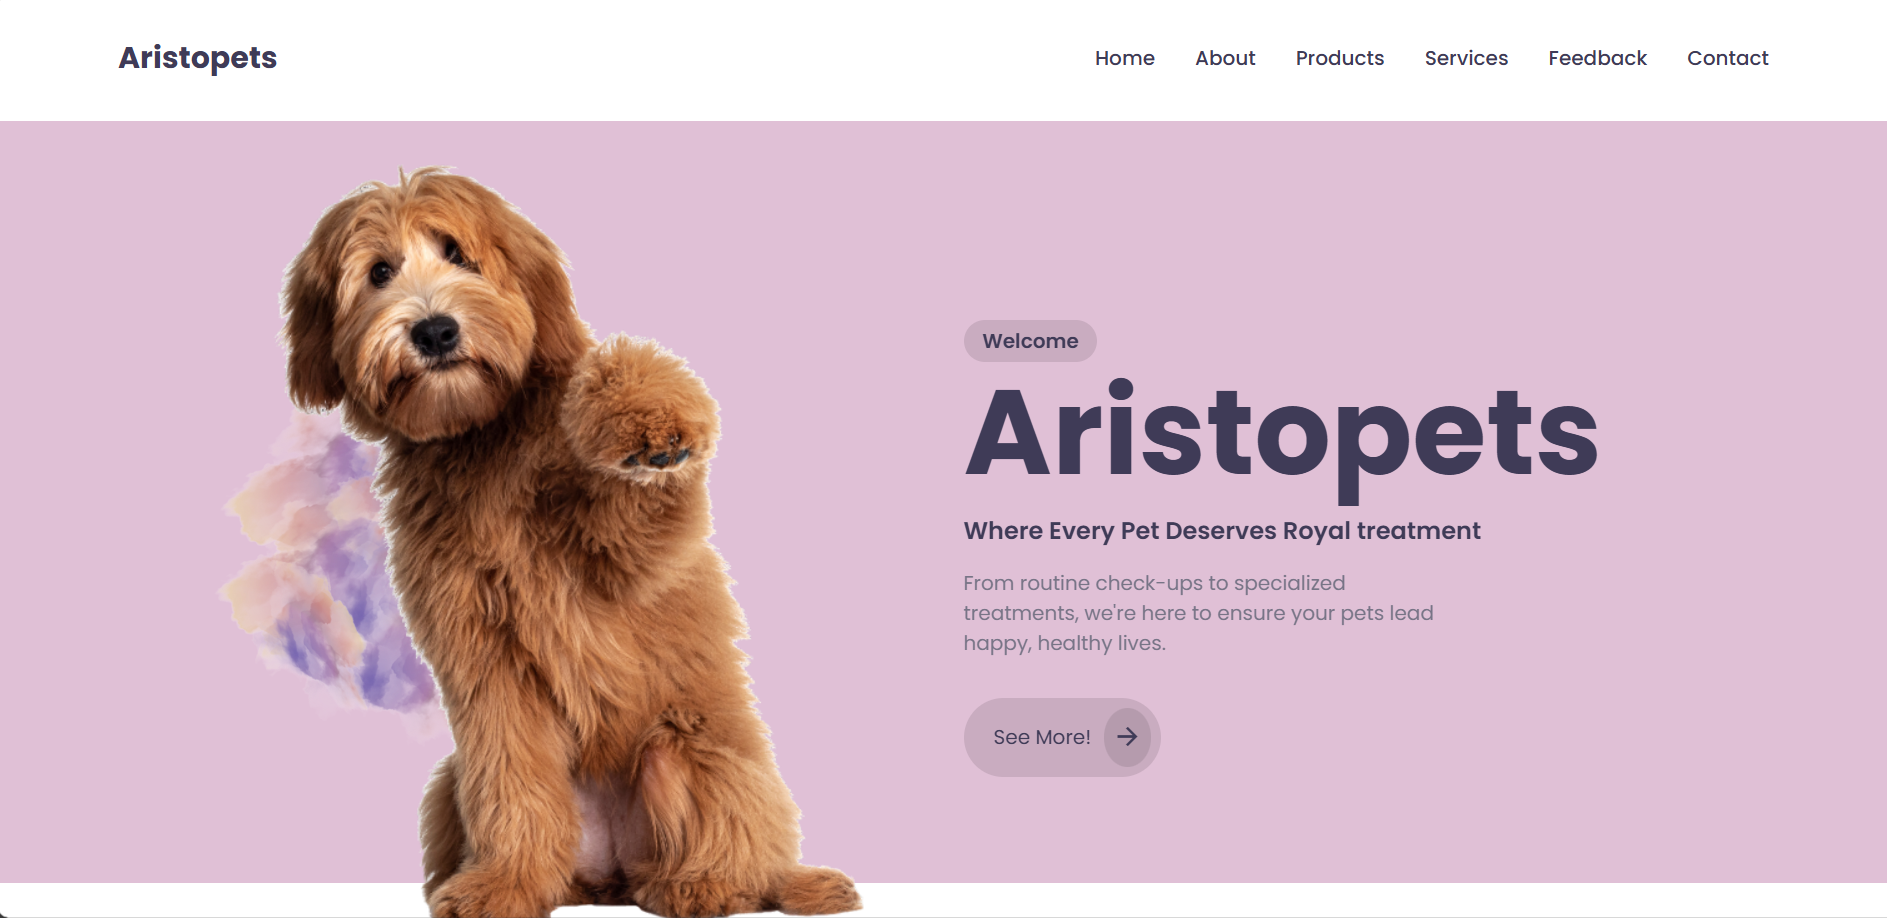 Aristopets
Home About Products Services Feedback Contact
Welcome
Aristopets
Where Every Pet Deserves Royal treatment
From routine check-ups to specialized
treatments, we're here to ensure your pets lead
happy, healthy lives.
See More!